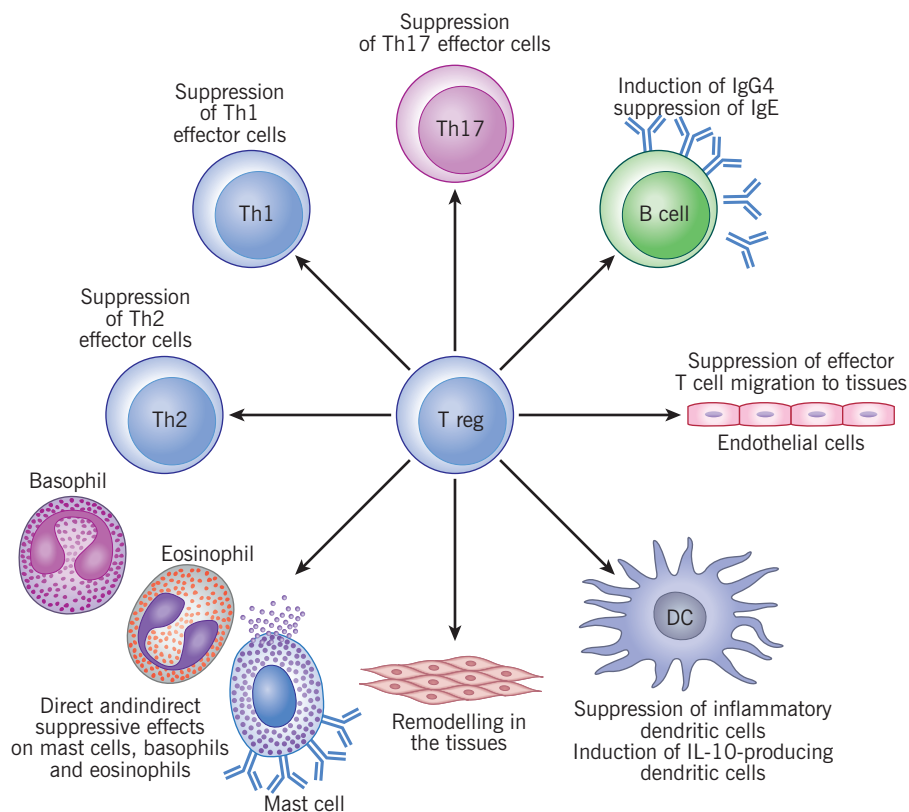 Suppression
of Th17 effector cells
Th17
Suppression
of Th1
effector cells
Th1
Induction of IgG4
suppression of IgE
B cell
Suppression
of Th2
effector cells
Th2
T reg
Suppression of effector
T cell migration to tissues
Endothelial cells
Basophil
Eosinophil
Direct andindirect
suppressive effects
on mast cells, basophils
and eosinophils
Mast cell
Remodelling in
the tissues
DC
Suppression of inflammatory
dendritic cells
Induction of IL-10-producing
dendritic cells